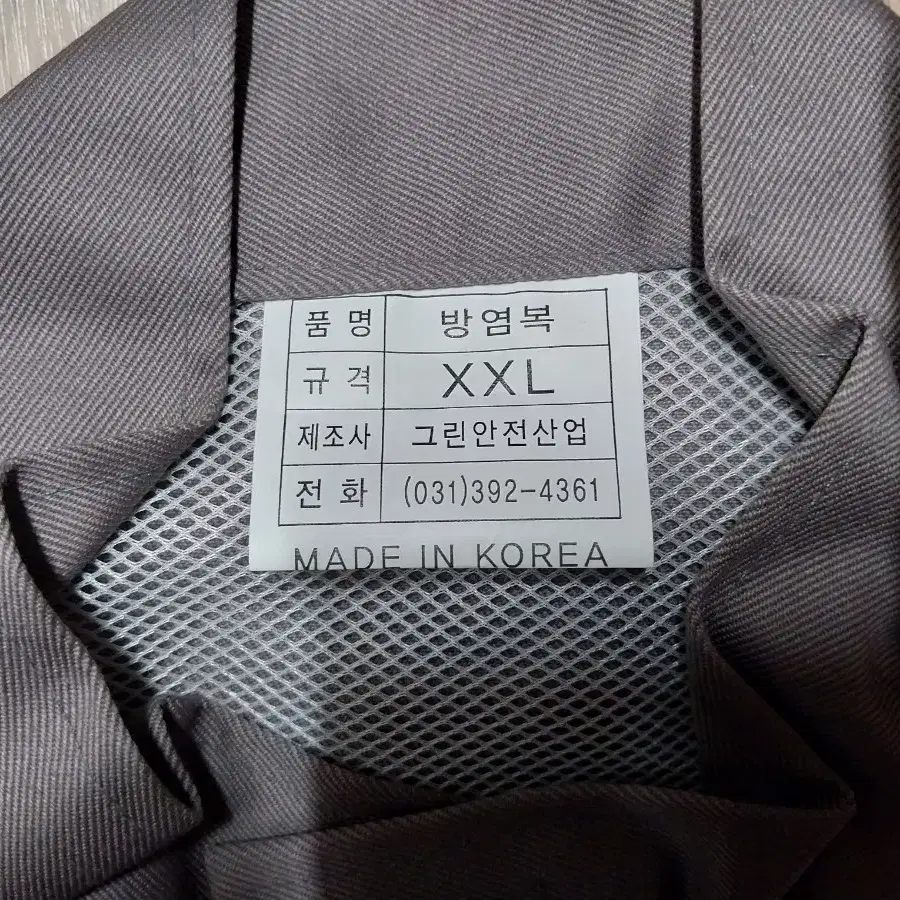 품 명 방염복
규 격 XXL
제조사 그린안전산업
전 화 (031)392-4361
MADE IN KOREA